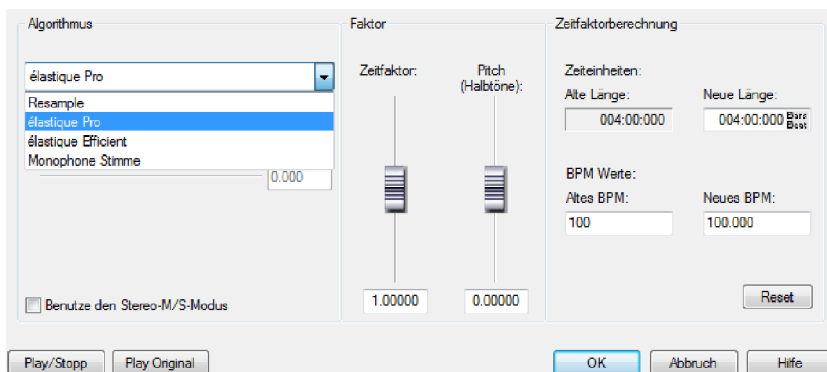 Algorithmus
élastique Pro
Resample
élastique Pro
élastique Efficient
Monophone Stimme
0.000
Benutze den Stereo-M/S-Modus
Faktor
Zeitfaktor:
Pitch
(Halbtöne):
1.00000
0.00000
Zeitfaktorberechnung
Zeiteinheiten:
Alte Länge:
Neue Länge:
004:00:000
004:00:000 Bars
Beat
BPM Werte:
Altes BPM:
Neues BPM:
100
100.000
Reset
Play/Stopp
Play Original
OK
Abbruch
Hilfe